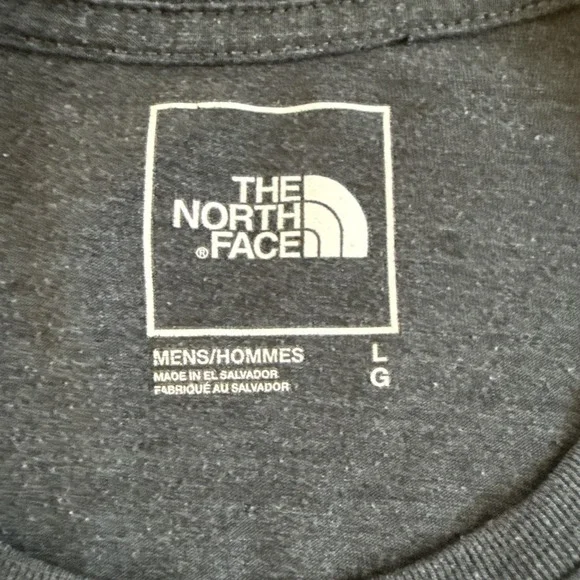 THE
NORTH
® FACE
MENS/HOMMES L
MADE IN EL SALVADOR G
FABRIQUÉ AU SALVADOR